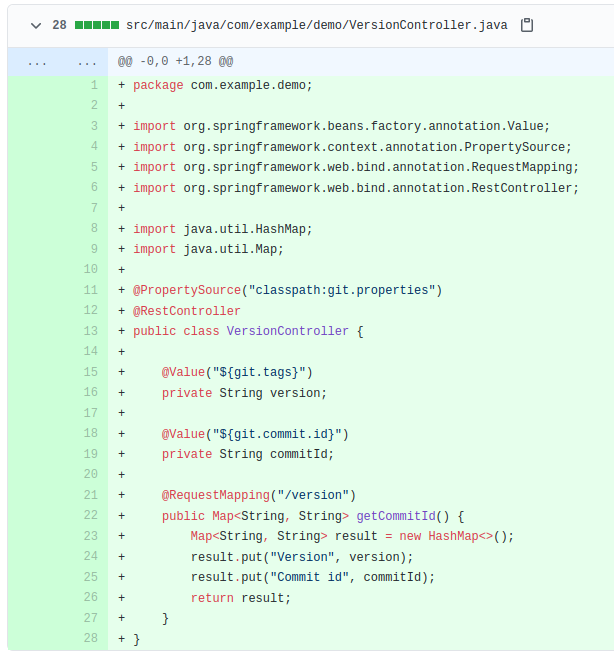 28 src/main/java/com/example/demo/VersionController.java
... ... @@ -0,0 +1,28 @@
1 + package com.example.demo;
2 +
3 + import org.springframework.beans.factory.annotation.Value;
4 + import org.springframework.context.annotation.PropertySource;
5 + import org.springframework.web.bind.annotation.RequestMapping;
6 + import org.springframework.web.bind.annotation.RestController;
7 +
8 + import java.util.HashMap;
9 + import java.util.Map;
10 +
11 + @PropertySource("classpath:git.properties")
12 + @RestController
13 + public class VersionController {
14 +
15 +     @Value("${git.tags}")
16 +     private String version;
17 +
18 +     @Value("${git.commit.id}")
19 +     private String commitId;
20 +
21 +     @RequestMapping("/version")
22 +     public Map<String, String> getCommitId() {
23 +         Map<String, String> result = new HashMap<>();
24 +         result.put("Version", version);
25 +         result.put("Commit id", commitId);
26 +         return result;
27 +     }
28 + }